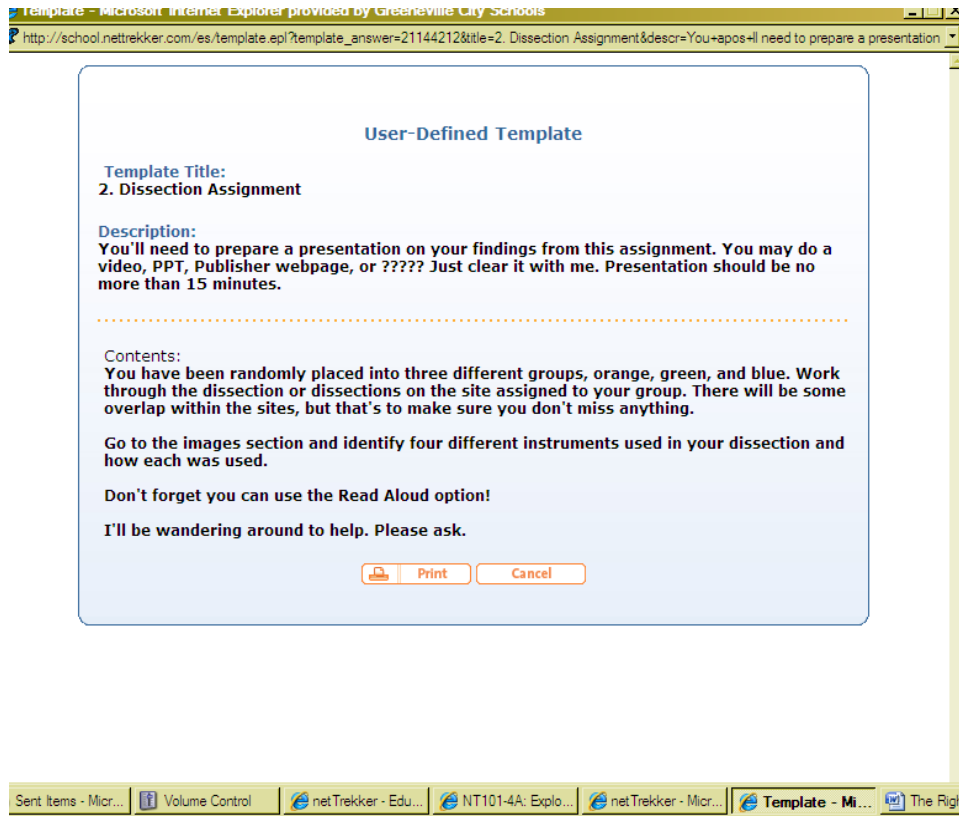 Template - Microsoft Internet Explorer provided by Greeneville City Schools
http://school.nettrekker.com/es/template.epl?template_answer=21144212&title=2. Dissection Assignment&descr=You+apos+ll need to prepare a presentation
User-Defined Template
Template Title:
2. Dissection Assignment
Description:
You'll need to prepare a presentation on your findings from this assignment. You may do a
video, PPT, Publisher webpage, or ????? Just clear it with me. Presentation should be no
more than 15 minutes.
Contents:
You have been randomly placed into three different groups, orange, green, and blue. Work
through the dissection or dissections on the site assigned to your group. There will be some
overlap within the sites, but that's to make sure you don't miss anything.
Go to the images section and identify four different instruments used in your dissection and
how each was used.
Don't forget you can use the Read Aloud option!
I'll be wandering around to help. Please ask.
Print Cancel
Sent Items - Micr... Volume Control netTrekker - Edu... NT101-4A: Explo... netTrekker - Micr... Template - Mi... The Righ